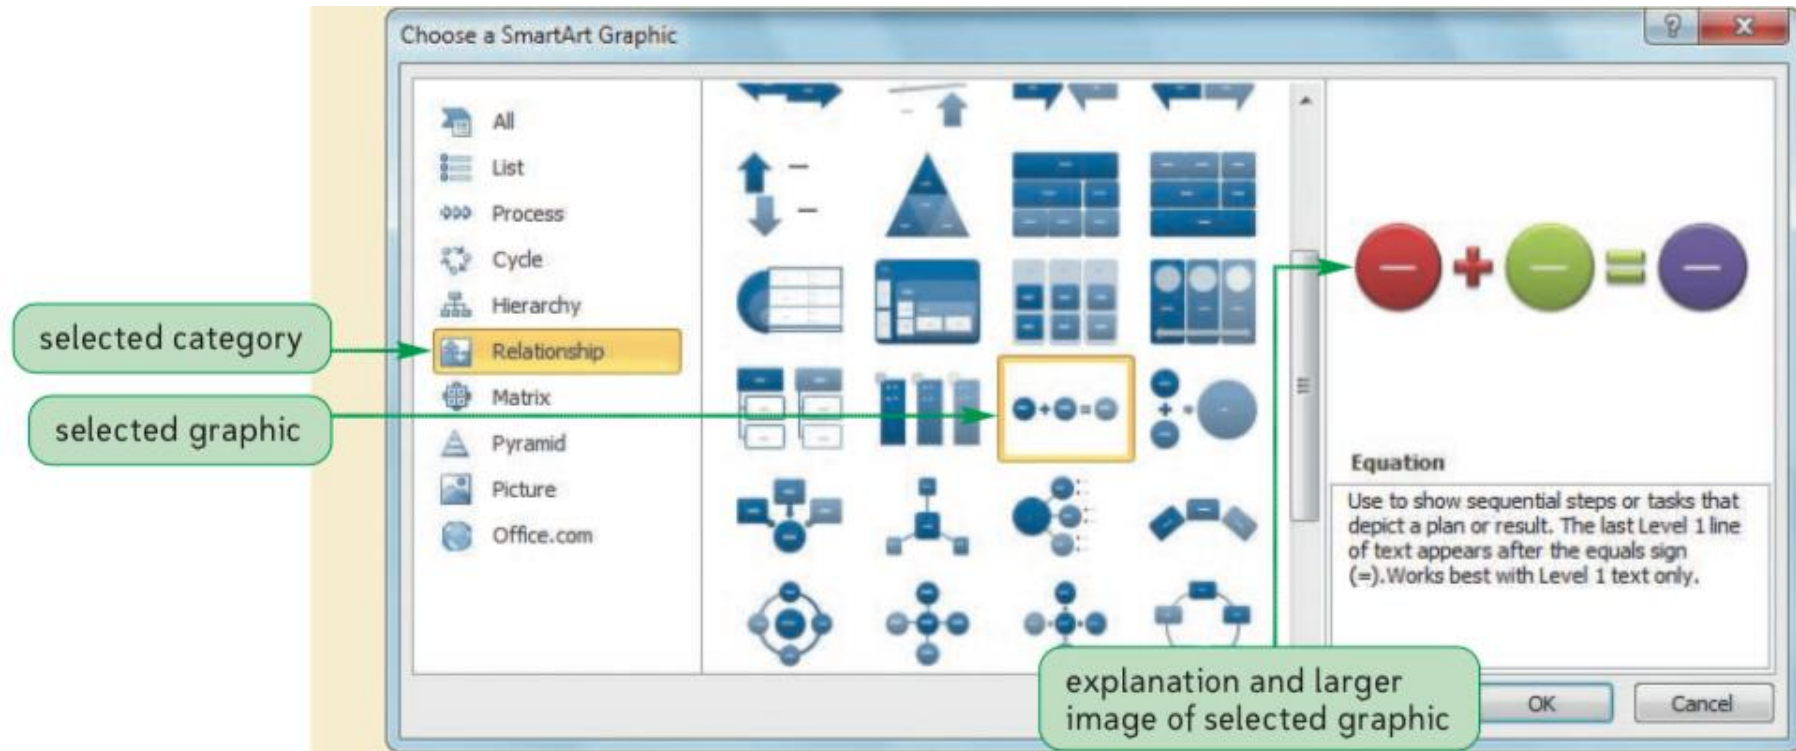 Choose a SmartArt Graphic
All
List
Process
Cycle
Hierarchy
selected category
Relationship
Matrix
selected graphic
Pyramid
Picture
Office.com
Equation
Use to show sequential steps or tasks that
depict a plan or result. The last Level 1 line
of text appears after the equals sign
(=).Works best with Level 1 text only.
explanation and larger
image of selected graphic
OK
Cancel